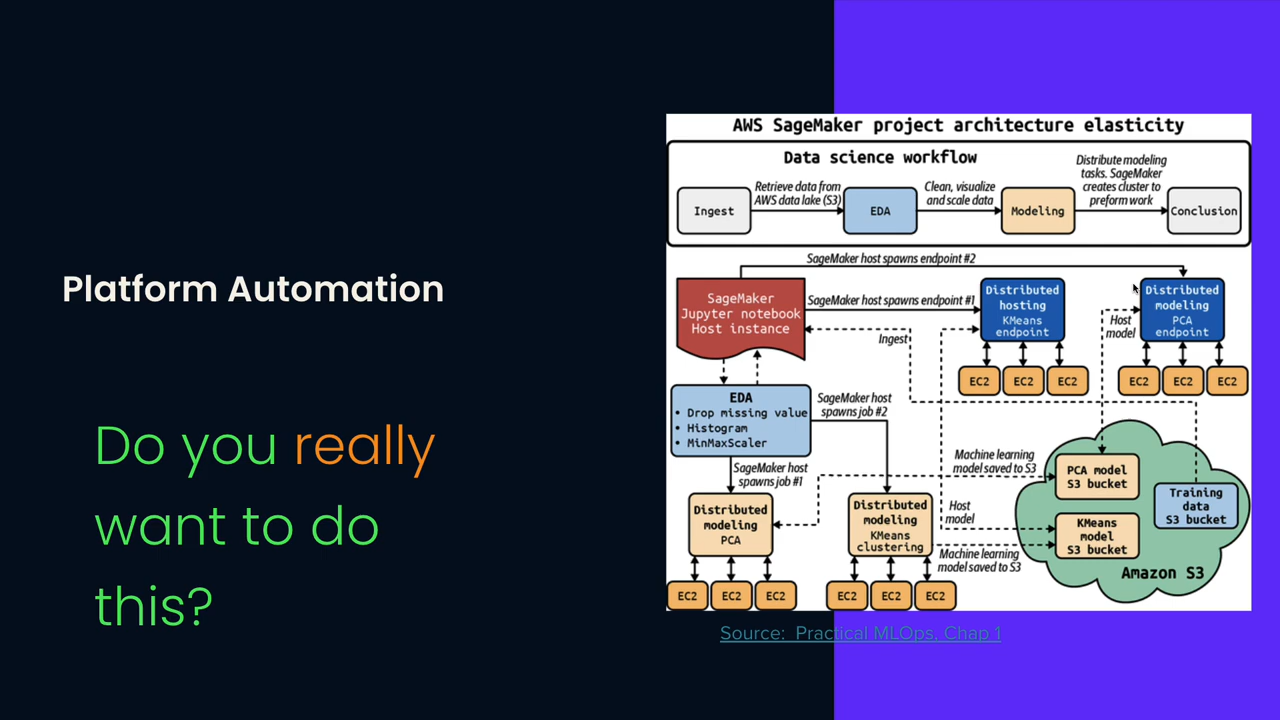 Platform Automation
Do you really
want to do
this?
AWS SageMaker project architecture elasticity
Data science workflow
Ingest
Retrieve data from
AWS data lake (S3)
EDA
Clean, visualize
and scale data
Modeling
Distribute modeling
tasks. SageMaker
creates cluster to
preform work
Conclusion
SageMaker host spawns endpoint #2
SageMaker
Jupyter notebook
Host instance
SageMaker host spawns endpoint #1
Ingest
Distributed
hosting
KMeans
endpoint
EC2
EC2
EC2
Host
model
Distributed
modeling
PCA
endpoint
EC2
EC2
EC2
EDA
• Drop missing value
• Histogram
• MinMaxScaler
SageMaker host
spawns job #2
SageMaker host
spawns job #1
Distributed
modeling
PCA
EC2
EC2
EC2
Distributed
modeling
KMeans
clustering
EC2
EC2
EC2
Machine learning
model saved to S3
Host
model
Machine learning
model saved to S3
PCA model
S3 bucket
Training
data
S3 bucket
KMeans
model
S3 bucket
Amazon S3
Source: Practical MLOps, Chap 1